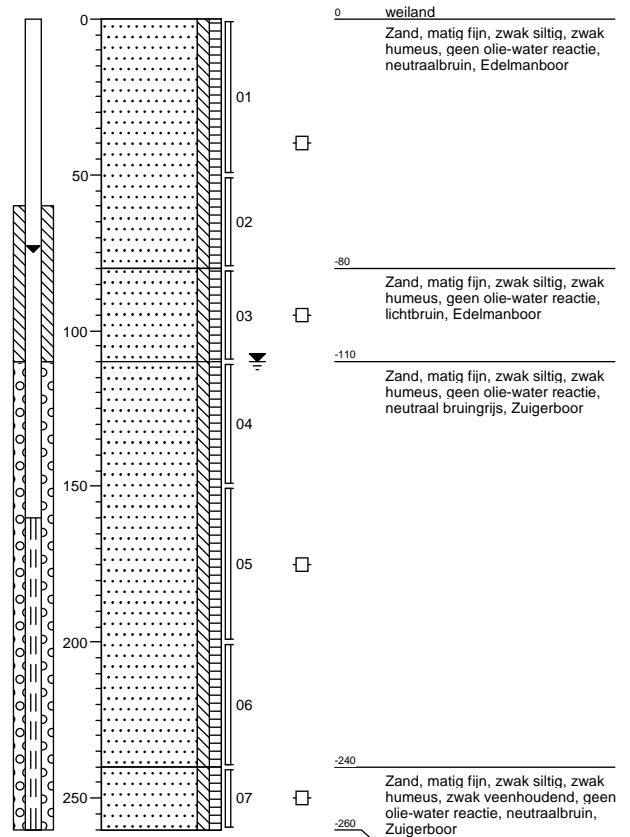 0 weiland
0
Zand, matig fijn, zwak siltig, zwak
humeus, geen olie-water reactie,
neutraalbruin, Edelmanboor
01
50
02
-80
Zand, matig fijn, zwak siltig, zwak
humeus, geen olie-water reactie,
lichtbruin, Edelmanboor
03
100
-110
Zand, matig fijn, zwak siltig, zwak
humeus, geen olie-water reactie,
neutraal bruingrijs, Zuigerboor
04
150
05
200
06
-240
Zand, matig fijn, zwak siltig, zwak
humeus, zwak veenhoudend, geen
olie-water reactie, neutraalbruin,
Zuigerboor
250
07
-260